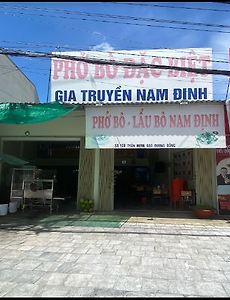 PHỞ BÒ ĐẶC BIỆT
GIA TRUYỀN NAM ĐỊNH
PHỞ BÒ - LẨU BÒ NAM ĐỊNH